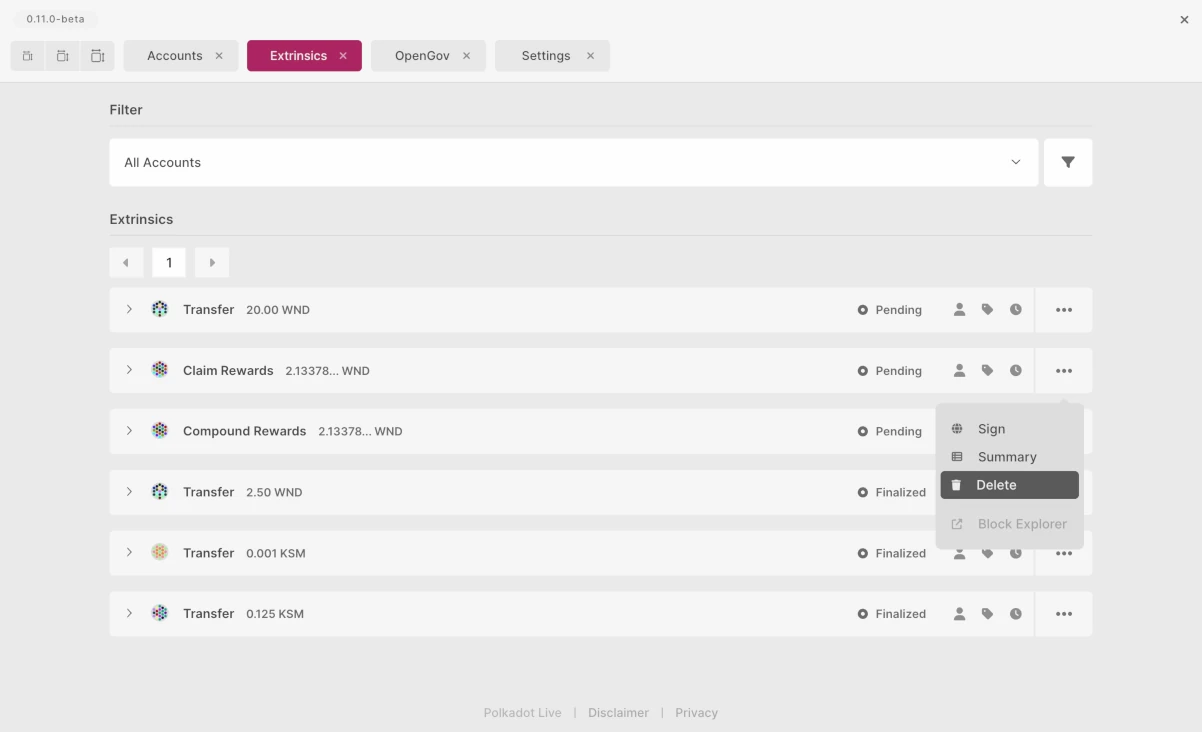 0.11.0-beta
Accounts Extrinsics OpenGov Settings
Filter
All Accounts
Extrinsics
1
Transfer 20.00 WND Pending
Claim Rewards 2.13378... WND Pending
Compound Rewards 2.13378... WND Pending
Sign
Summary
Delete
Block Explorer
Transfer 2.50 WND Finalized
Transfer 0.001 KSM Finalized
Transfer 0.125 KSM Finalized
Polkadot Live | Disclaimer | Privacy